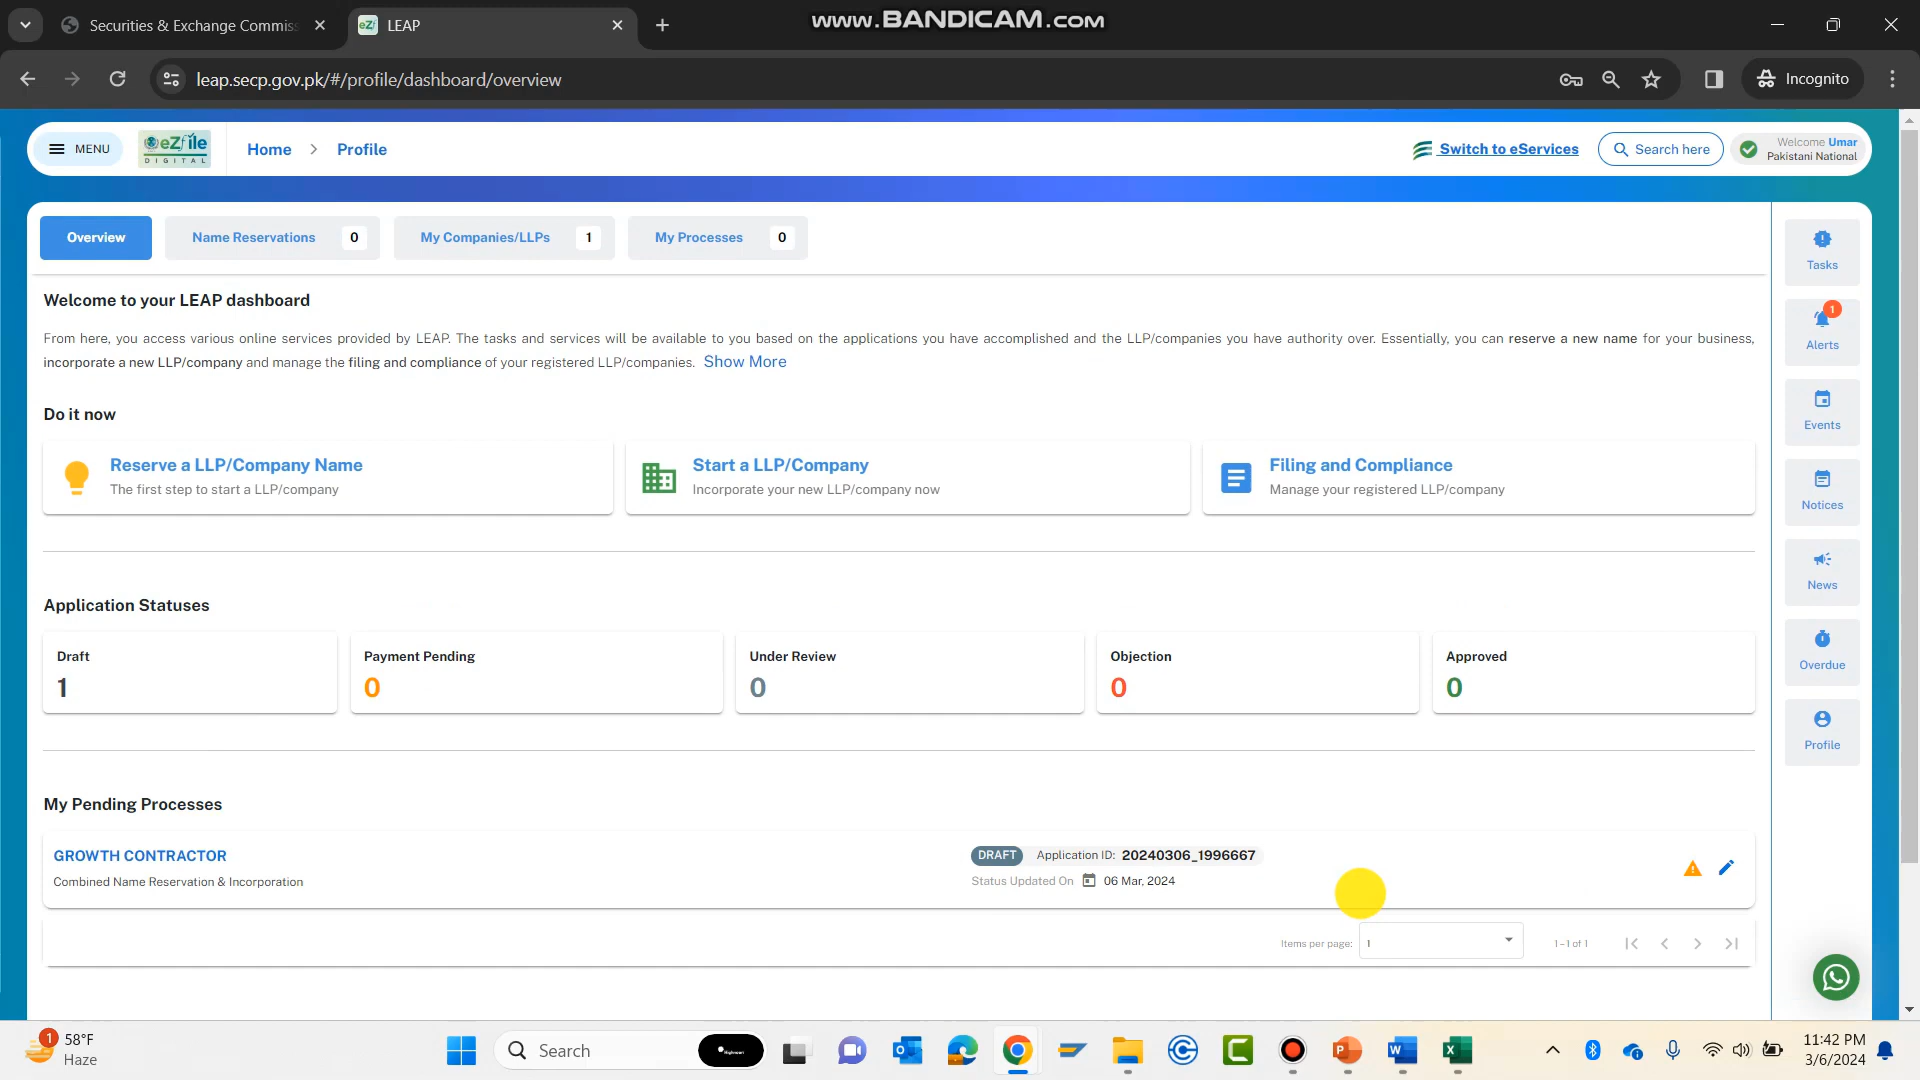 Securities & Exchange Commiss
LEAP
www.BANDICAM.com
leap.secp.gov.pk/#/profile/dashboard/overview
Incognito
MENU
eZfile
DIGITAL
Home > Profile
Switch to eServices
Search here
Welcome Umar
Pakistani National
Overview
Name Reservations 0
My Companies/LLPs 1
My Processes 0
Welcome to your LEAP dashboard
From here, you access various online services provided by LEAP. The tasks and services will be available to you based on the applications you have accomplished and the LLP/companies you have authority over. Essentially, you can reserve a new name for your business,
incorporate a new LLP/company and manage the filing and compliance of your registered LLP/companies. Show More
Do it now
Reserve a LLP/Company Name
The first step to start a LLP/company
Start a LLP/Company
Incorporate your new LLP/company now
Filing and Compliance
Manage your registered LLP/company
Application Statuses
Draft
1
Payment Pending
0
Under Review
0
Objection
0
Approved
0
My Pending Processes
GROWTH CONTRACTOR
Combined Name Reservation & Incorporation
DRAFT Application ID: 20240306_1996667
Status Updated On 06 Mar, 2024
Items per page: 1
1 – 1 of 1
Tasks
1
Alerts
Events
Notices
News
Overdue
Profile
1
58°F
Haze
Search
11:42 PM
3/6/2024